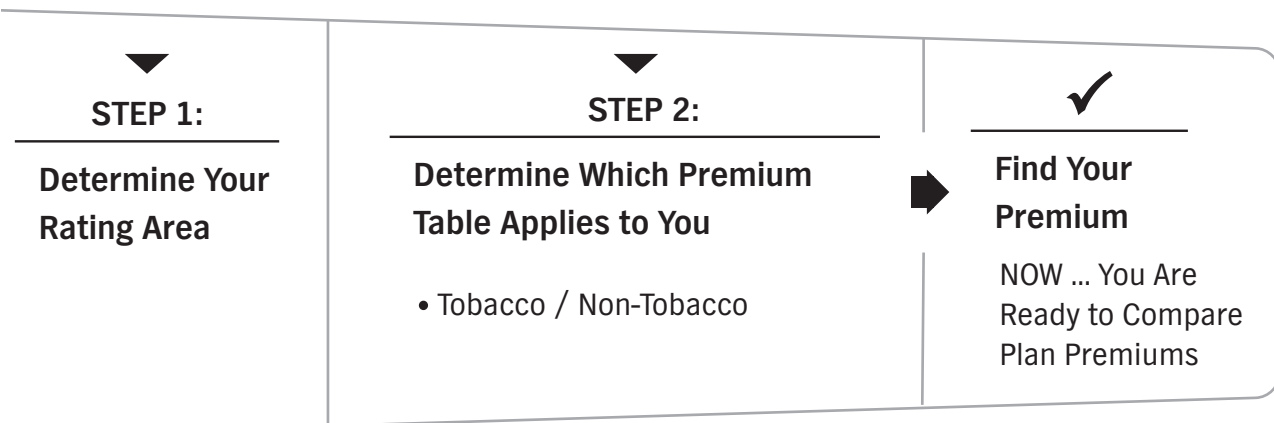 STEP 1:
Determine Your
Rating Area
STEP 2:
Determine Which Premium
Table Applies to You
• Tobacco / Non-Tobacco
Find Your
Premium
NOW ... You Are
Ready to Compare
Plan Premiums